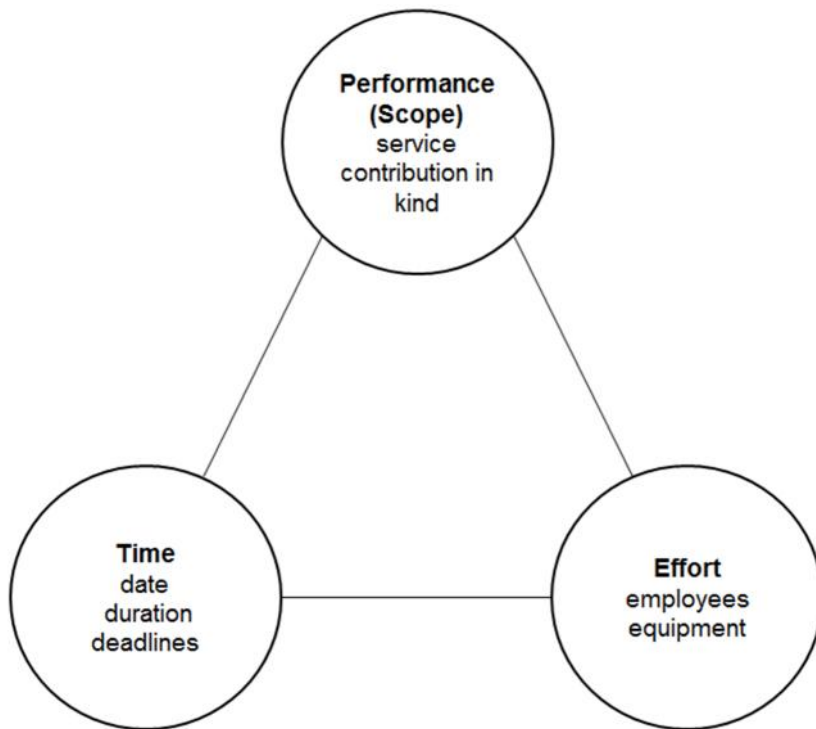 Performance
(Scope)
service
contribution in
kind
Time
date
duration
deadlines
Effort
employees
equipment